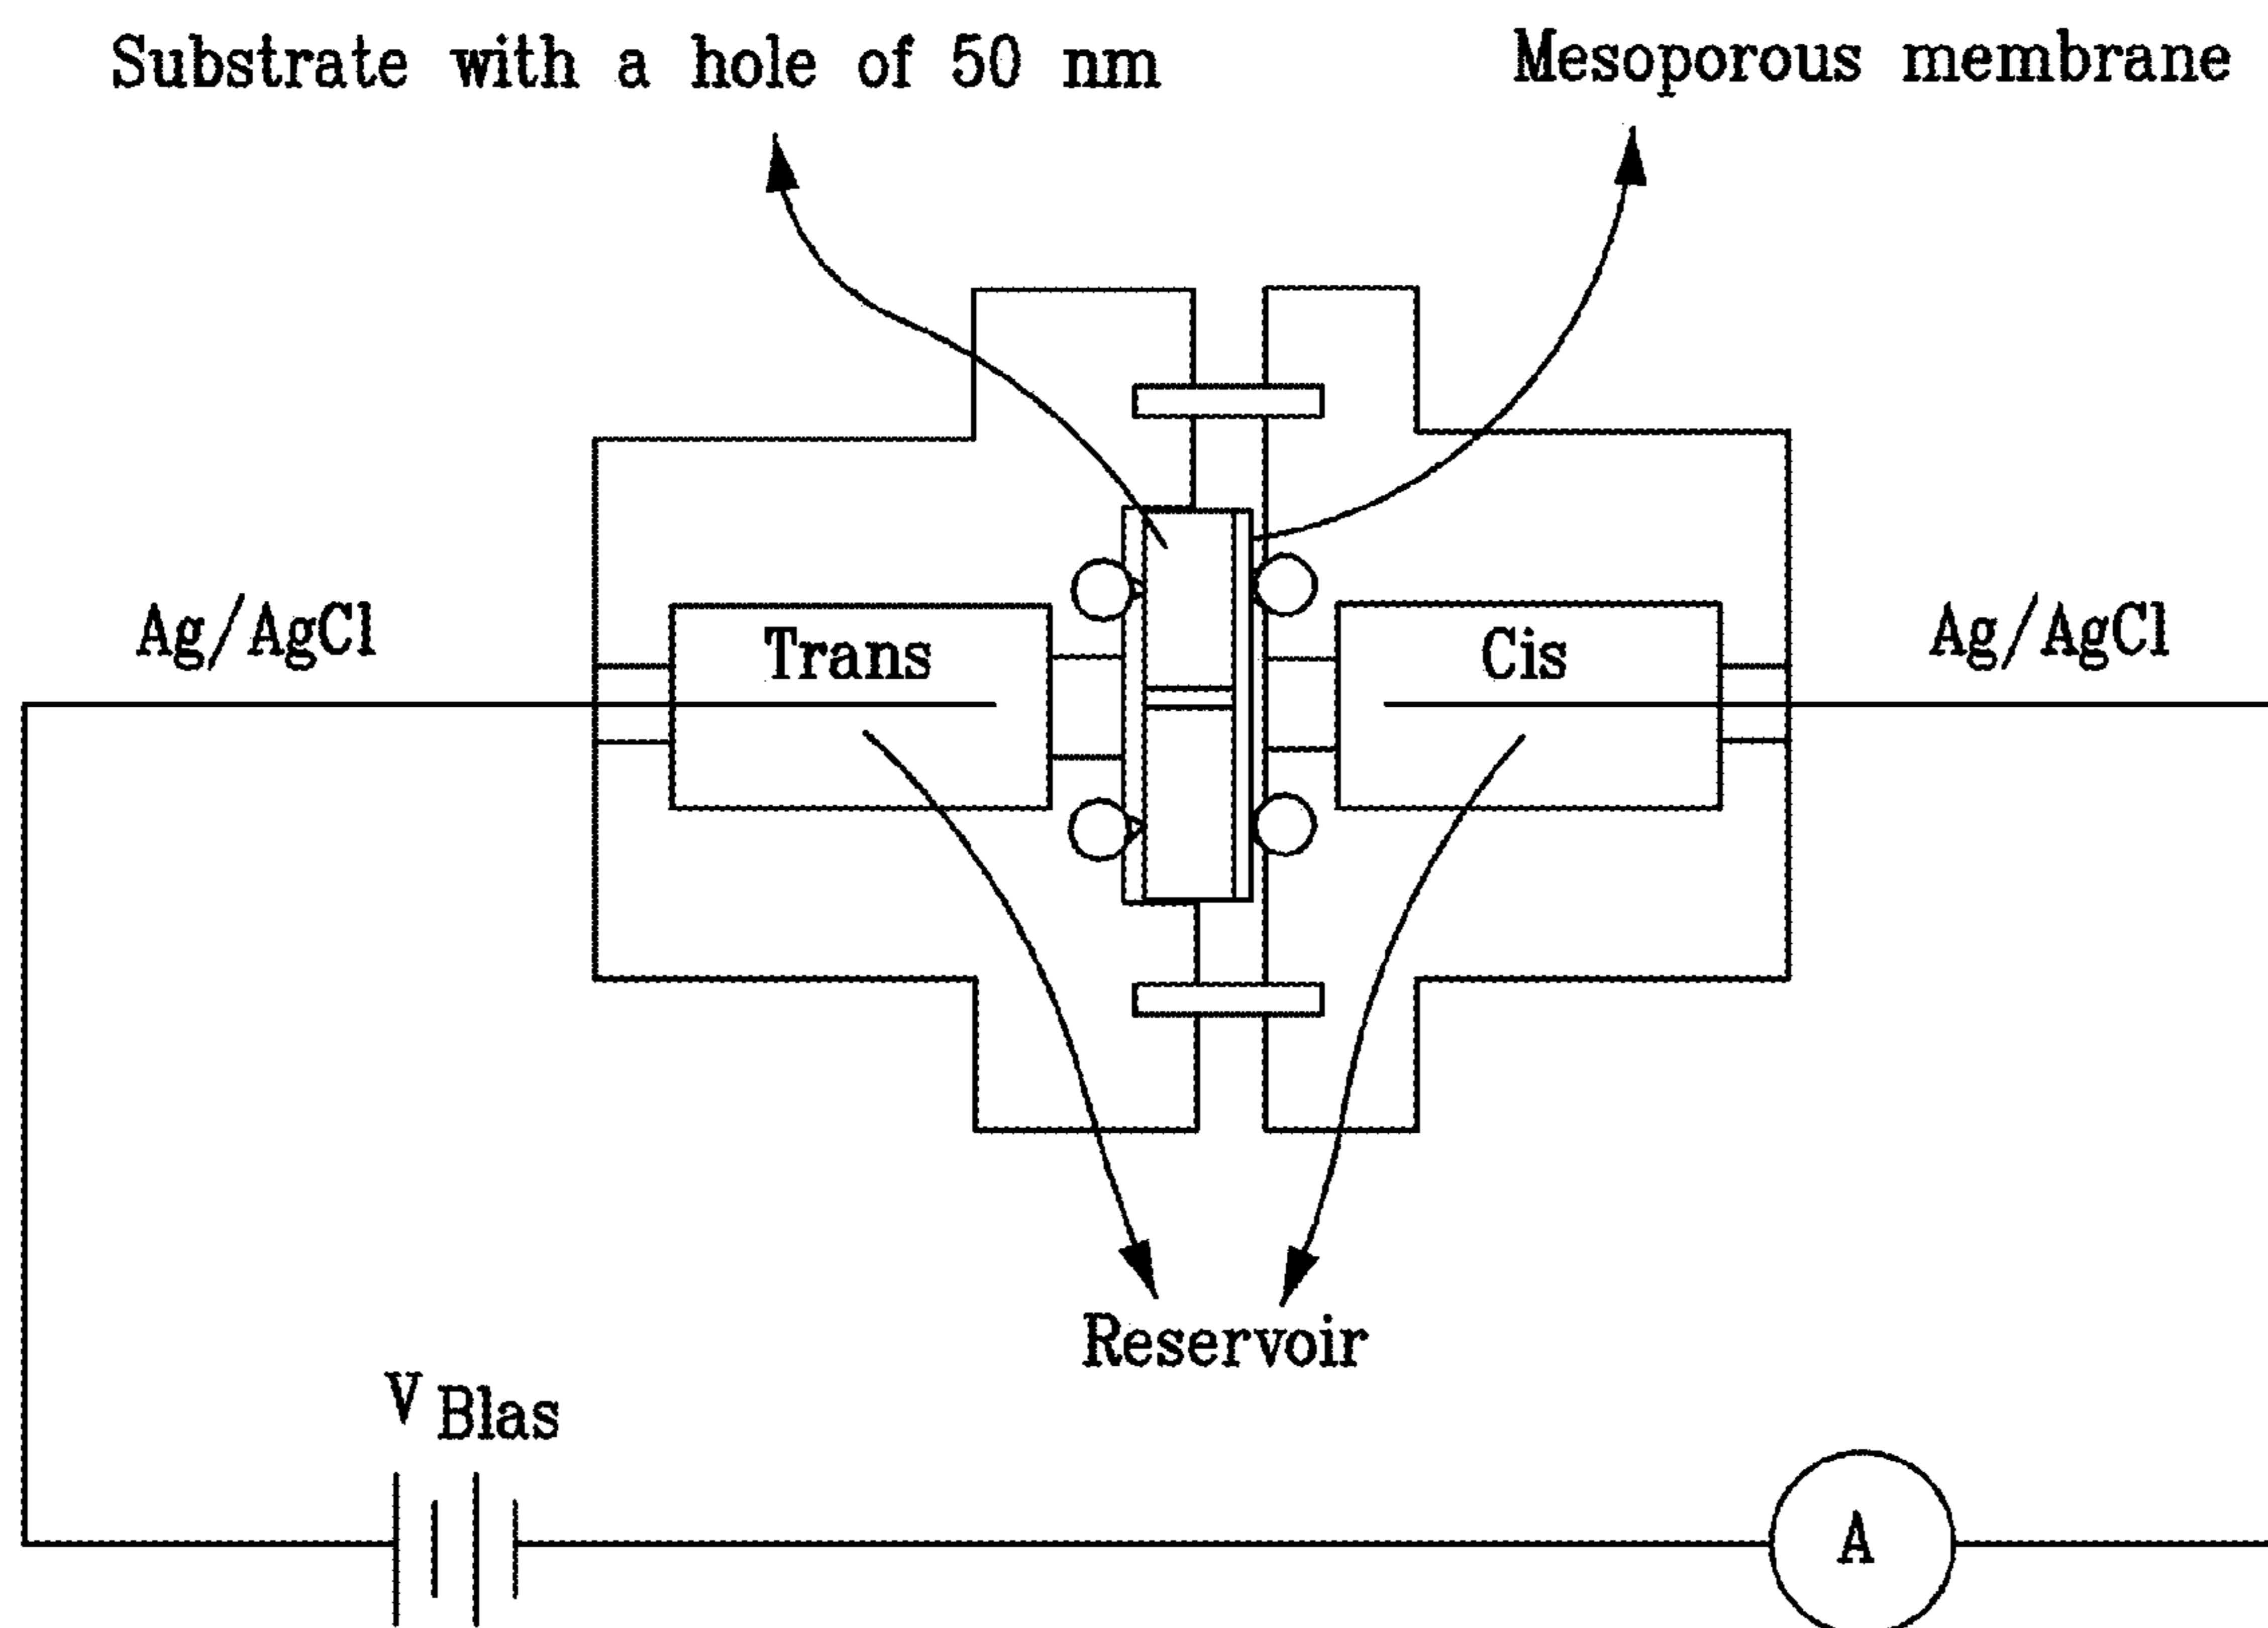 Substrate with a hole of 50 nm
Mesoporous membrane
Ag/AgCl
Trans
Cis
Ag/AgCl
Reservoir
V Blas
A